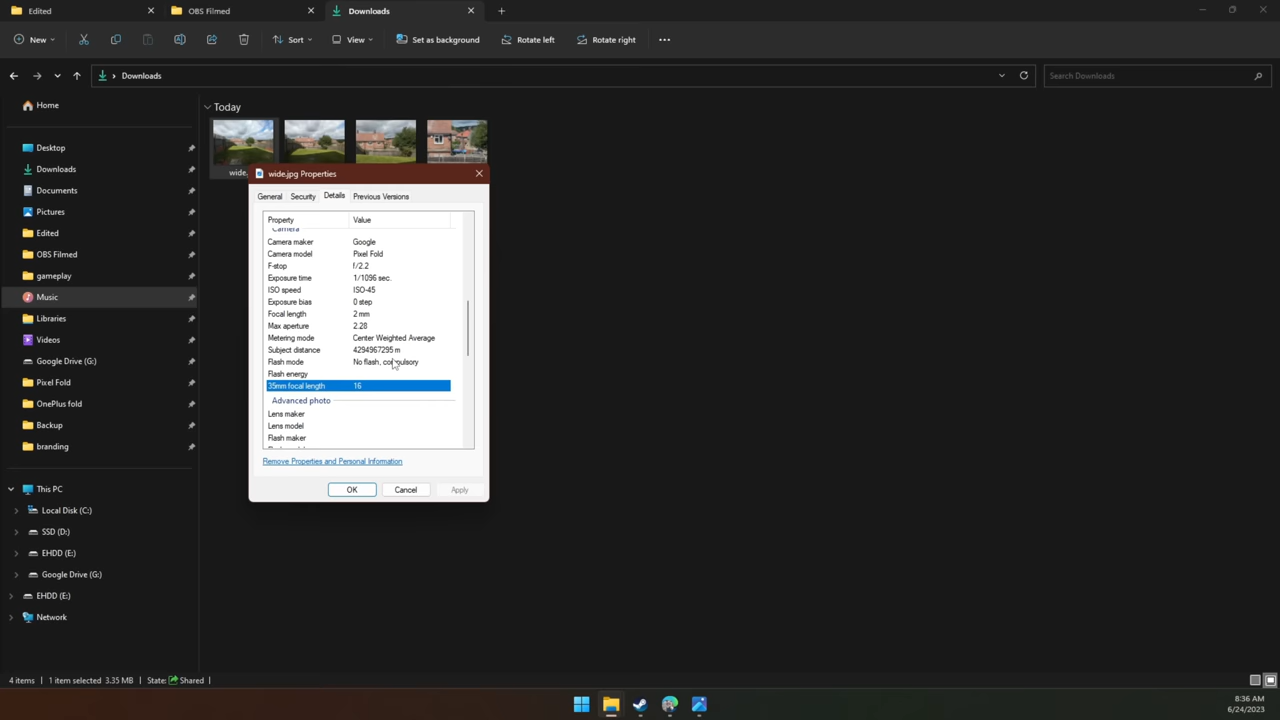 Edited
OBS Filmed
Downloads
New
Sort
View
Set as background
Rotate left
Rotate right
Downloads
Search Downloads
Home
Today
Desktop
Downloads
Documents
Pictures
Edited
OBS Filmed
gameplay
Music
Libraries
Videos
Google Drive (G:)
Pixel Fold
OnePlus fold
Backup
branding
This PC
Local Disk (C:)
SSD (D:)
EHDD (E:)
Google Drive (G:)
EHDD (E:)
Network
wide.
wide.jpg Properties
General Security Details Previous Versions
Property Value
Camera
Camera maker Google
Camera model Pixel Fold
F-stop f/2.2
Exposure time 1/1096 sec.
ISO speed ISO-45
Exposure bias 0 step
Focal length 2 mm
Max aperture 2.28
Metering mode Center Weighted Average
Subject distance 4294967295 m
Flash mode No flash, compulsory
Flash energy
35mm focal length 16
Advanced photo
Lens maker
Lens model
Flash maker
Remove Properties and Personal Information
OK Cancel Apply
4 items 1 item selected 3.35 MB State: Shared
8:36 AM
6/24/2023